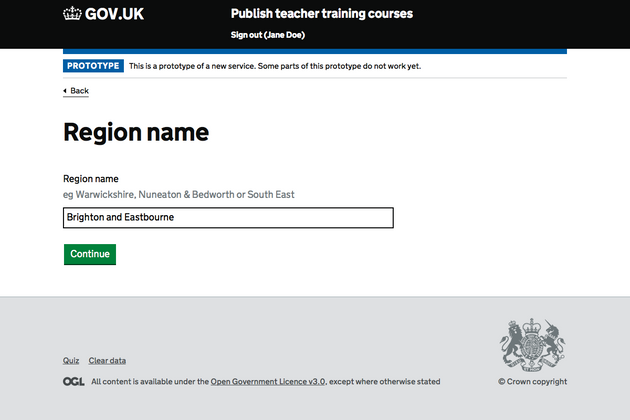 GOV.UK
Publish teacher training courses
Sign out (Jane Doe)
PROTOTYPE This is a prototype of a new service. Some parts of this prototype do not work yet.
Back
Region name
Region name
eg Warwickshire, Nuneaton & Bedworth or South East
Brighton and Eastbourne
Continue
Quiz Clear data
OGL All content is available under the Open Government Licence v3.0, except where otherwise stated
© Crown copyright